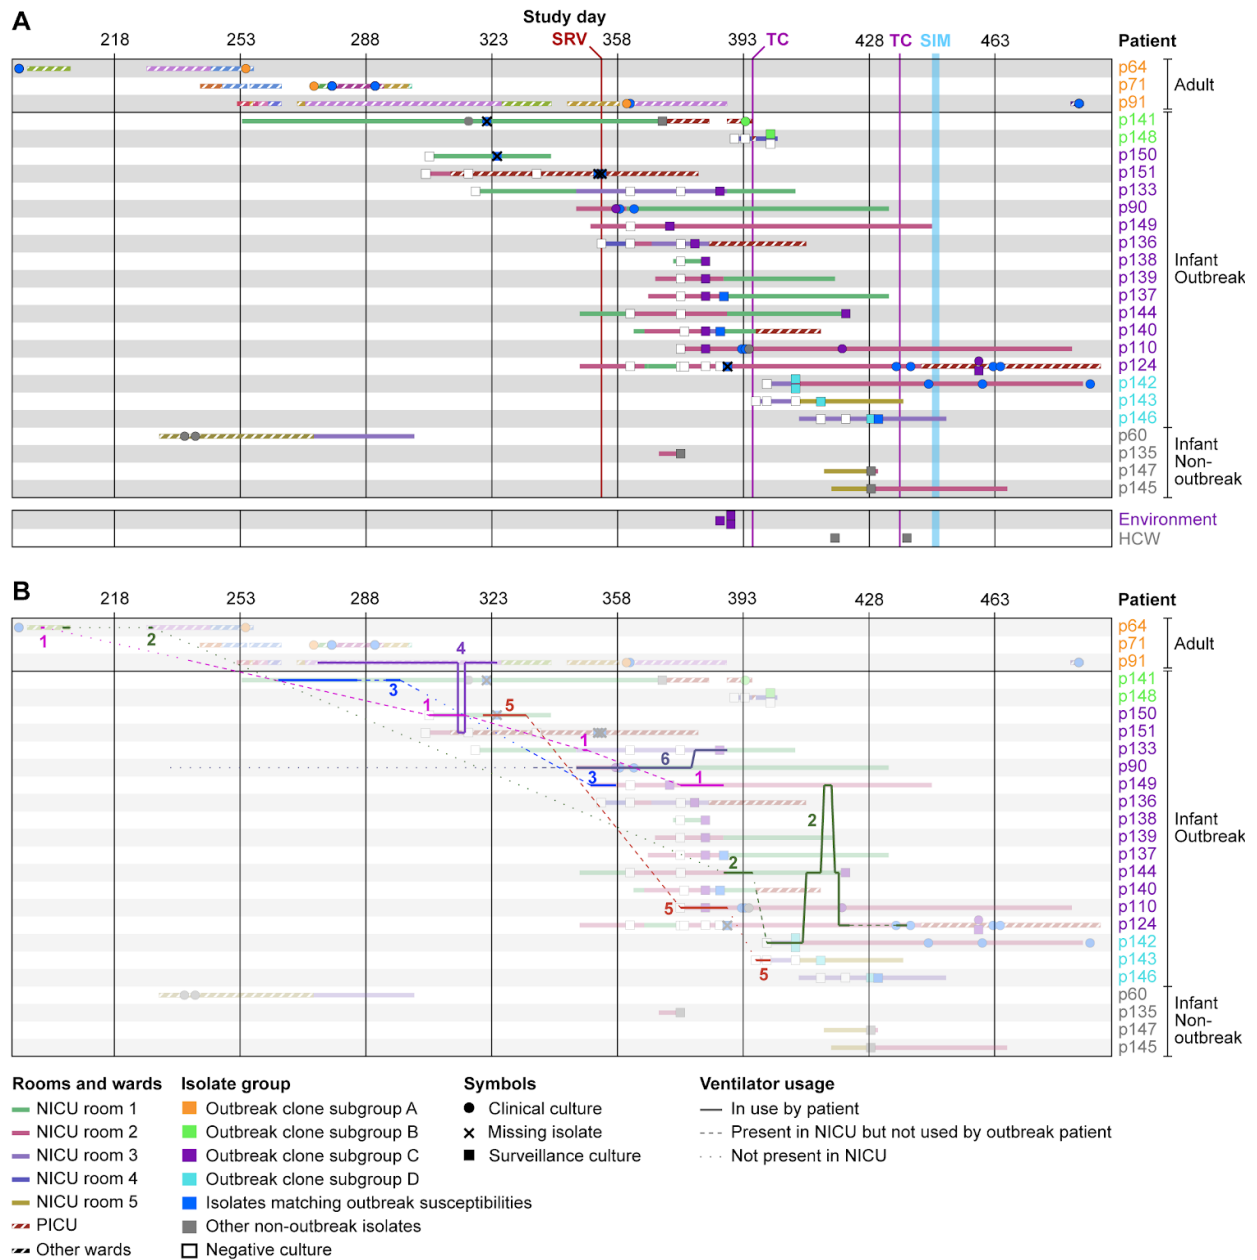 A
Study day
218 253 288 323 358 393 428 463 Patient
SRV TC TC SIM
p64
p71
p91
Adult
p141
p148
p150
p151
p133
p90
p149
p136
p138
p139
p137
p144
p140
p110
p124
p142
p143
p146
Infant
Outbreak
p60
p135
p147
p145
Infant
Non-
outbreak
Environment
HCW
B
218 253 288 323 358 393 428 463 Patient
p64
p71
p91
Adult
p141
p148
p150
p151
p133
p90
p149
p136
p138
p139
p137
p144
p140
p110
p124
p142
p143
p146
Infant
Outbreak
p60
p135
p147
p145
Infant
Non-
outbreak
1
2
4
3
1
5
1
6
3
1
2
2
5
5
Rooms and wards
NICU room 1
NICU room 2
NICU room 3
NICU room 4
NICU room 5
PICU
Other wards
Isolate group
Outbreak clone subgroup A
Outbreak clone subgroup B
Outbreak clone subgroup C
Outbreak clone subgroup D
Isolates matching outbreak susceptibilities
Other non-outbreak isolates
Negative culture
Symbols
Clinical culture
Missing isolate
Surveillance culture
Ventilator usage
In use by patient
Present in NICU but not used by outbreak patient
Not present in NICU